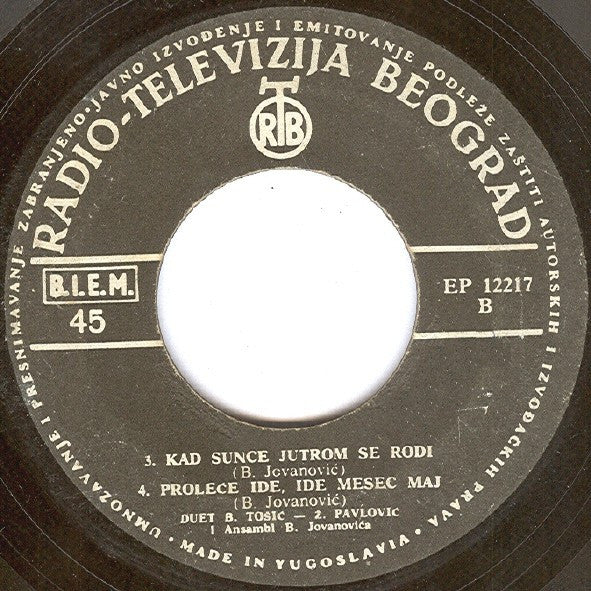 UMNOŽAVANJE I PRESNIMAVANJE ZABRANJENO · JAVNO IZVOĐENJE I EMITOVANJE PODLEŽE ZAŠTITI AUTORSKIH I IZVOĐAČKIH PRAVA
RADIO-TELEVIZIJA BEOGRAD
RTB
B.I.E.M.
45
EP 12217
B
3. KAD SUNCE JUTROM SE RODI
(B. Jovanović)
4. PROLECE IDE, IDE MESEC MAJ
(B. Jovanović)
DUET B. TOSIC — 2. PAVLOVIC
I Ansambl B. Jovanovića
· MADE IN YUGOSLAVIA ·